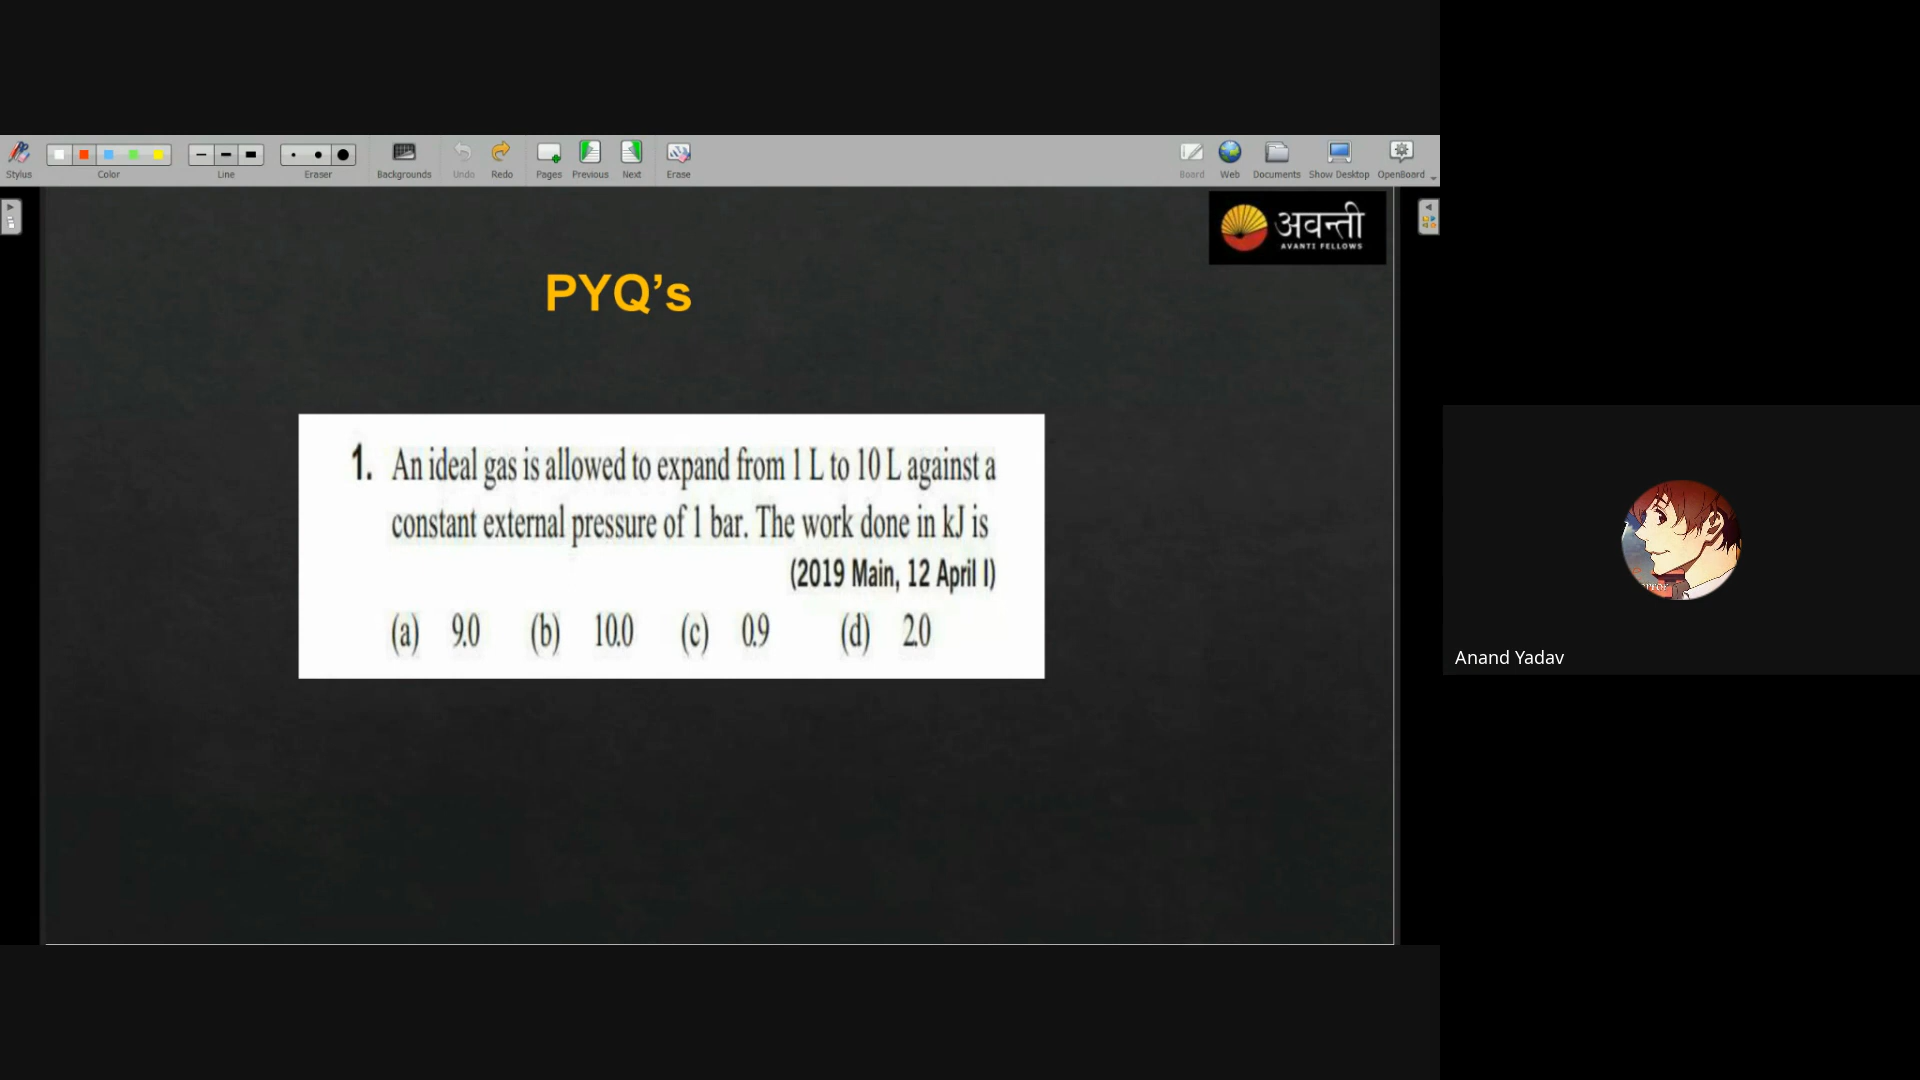 Stylus
Color
Line
Eraser
Backgrounds
Undo
Redo
Pages
Previous
Next
Erase
Board
Web
Documents
Show Desktop
OpenBoard
अवन्ती
AVANTI FELLOWS
PYQ’s
1. An ideal gas is allowed to expand from 1 L to 10 L against a
constant external pressure of 1 bar. The work done in kJ is
(2019 Main, 12 April I)
(a) 9.0 (b) 10.0 (c) 0.9 (d) 2.0
Anand Yadav